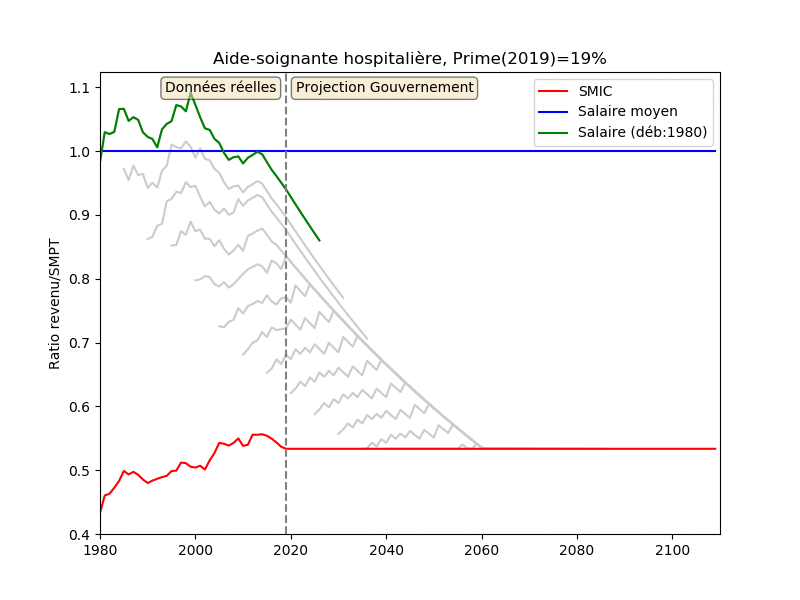 Aide-soignante hospitalière, Prime(2019)=19%
Données réelles
Projection Gouvernement
SMIC
Salaire moyen
Salaire (déb:1980)
Ratio revenu/SMPT
1.1
1.0
0.9
0.8
0.7
0.6
0.5
0.4
1980
2000
2020
2040
2060
2080
2100